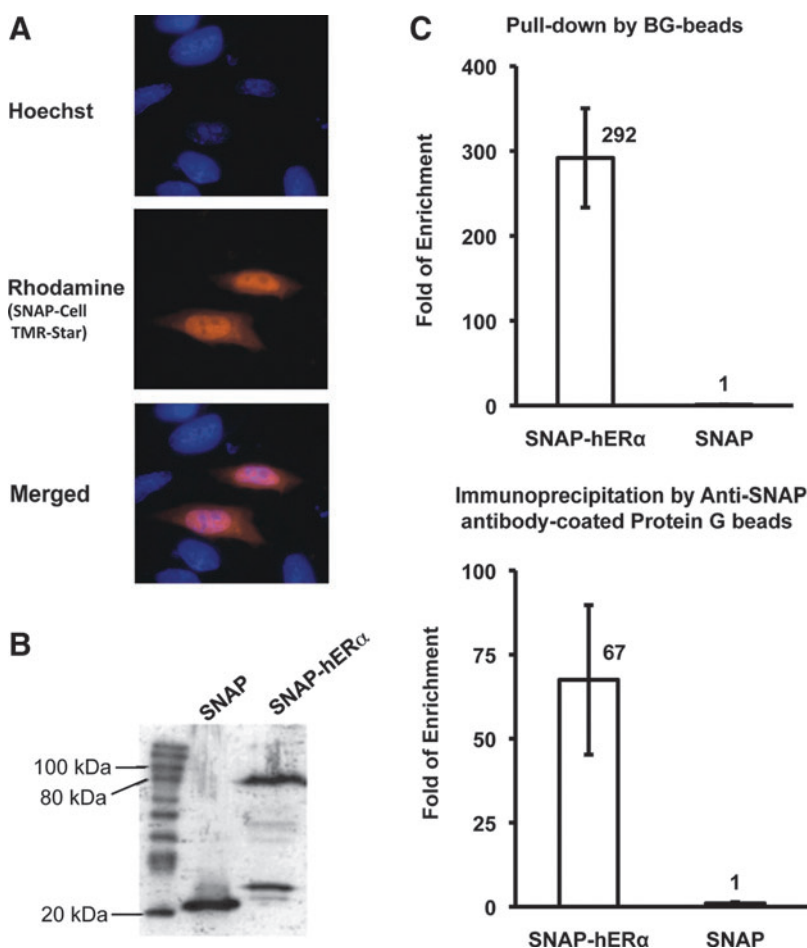 A
Hoechst
Rhodamine
(SNAP-Cell
TMR-Star)
Merged
B
SNAP
SNAP-hERα
100 kDa
80 kDa
20 kDa
C
Pull-down by BG-beads
Fold of Enrichment
400
300
200
100
0
292
1
SNAP-hERα
SNAP
Immunoprecipitation by Anti-SNAP
antibody-coated Protein G beads
Fold of Enrichment
100
75
50
25
0
67
1
SNAP-hERα
SNAP